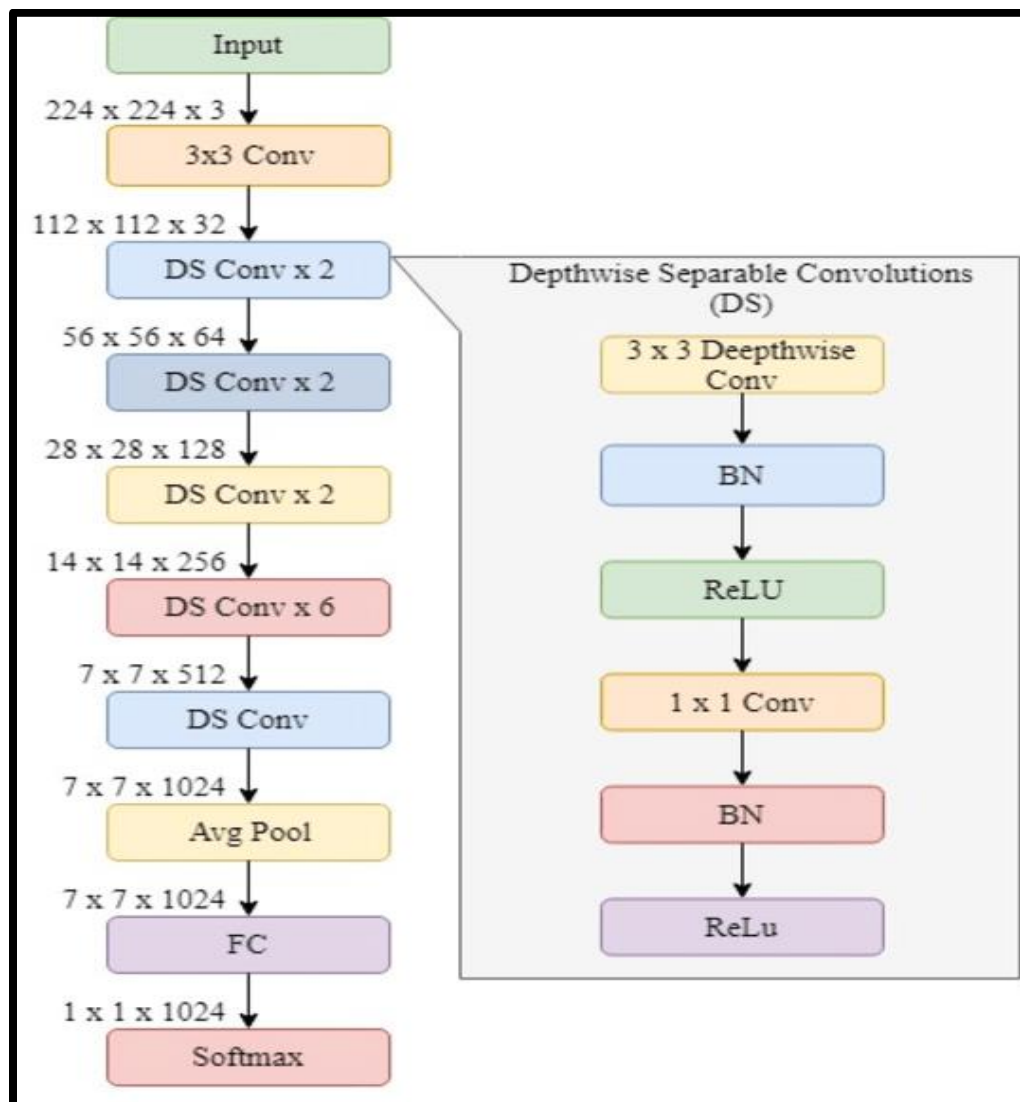 Input
224 x 224 x 3
3x3 Conv
112 x 112 x 32
DS Conv x 2
56 x 56 x 64
DS Conv x 2
28 x 28 x 128
DS Conv x 2
14 x 14 x 256
DS Conv x 6
7 x 7 x 512
DS Conv
7 x 7 x 1024
Avg Pool
7 x 7 x 1024
FC
1 x 1 x 1024
Softmax
Depthwise Separable Convolutions
(DS)
3 x 3 Deepthwise
Conv
BN
ReLU
1 x 1 Conv
BN
ReLu